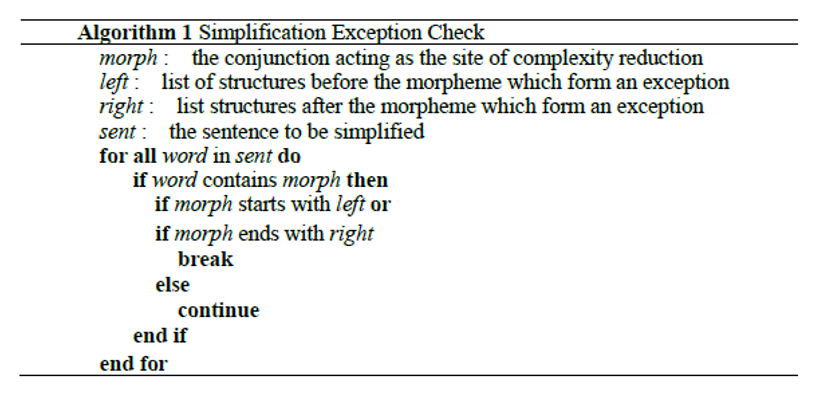 Algorithm 1 Simplification Exception Check
morph : the conjunction acting as the site of complexity reduction
left : list of structures before the morpheme which form an exception
right : list structures after the morpheme which form an exception
sent : the sentence to be simplified
for all word in sent do
if word contains morph then
if morph starts with left or
if morph ends with right
break
else
continue
end if
end for